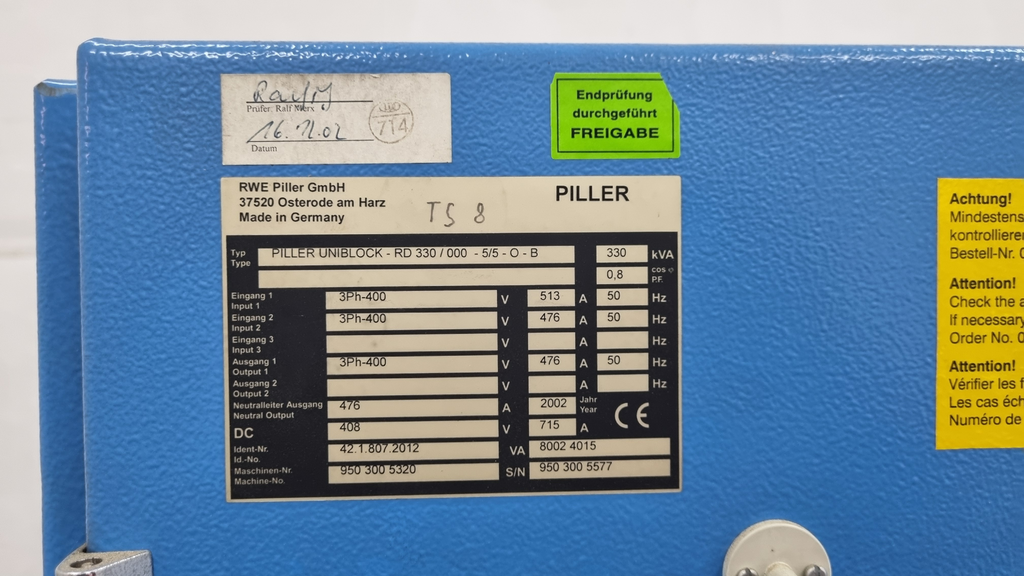 Prüfer: Ralf Merx
16.11.02
Datum
714
Endprüfung
durchgeführt
FREIGABE
RWE Piller GmbH
37520 Osterode am Harz
Made in Germany
PILLER
TS 8
Typ
Type
PILLER UNIBLOCK - RD 330 / 000 - 5/5 - O - B
330 kVA
0,8 cos φ
P.F.
Eingang 1
Input 1
3Ph-400 V 513 A 50 Hz
Eingang 2
Input 2
3Ph-400 V 476 A 50 Hz
Eingang 3
Input 3
V A Hz
Ausgang 1
Output 1
3Ph-400 V 476 A 50 Hz
Ausgang 2
Output 2
V A Hz
Neutralleiter Ausgang
Neutral Output
476 A 2002 Jahr
Year
CE
DC 408 V 715 A
Ident-Nr.
Id.-No.
42.1.807.2012 VA 8002 4015
Maschinen-Nr.
Machine-No.
950 300 5320 S/N 950 300 5577
Achtung!
Mindestens
kontrollieren
Bestell-Nr. 0
Attention!
Check the a
If necessary
Order No. 0
Attention!
Vérifier les f
Les cas éch
Numéro de